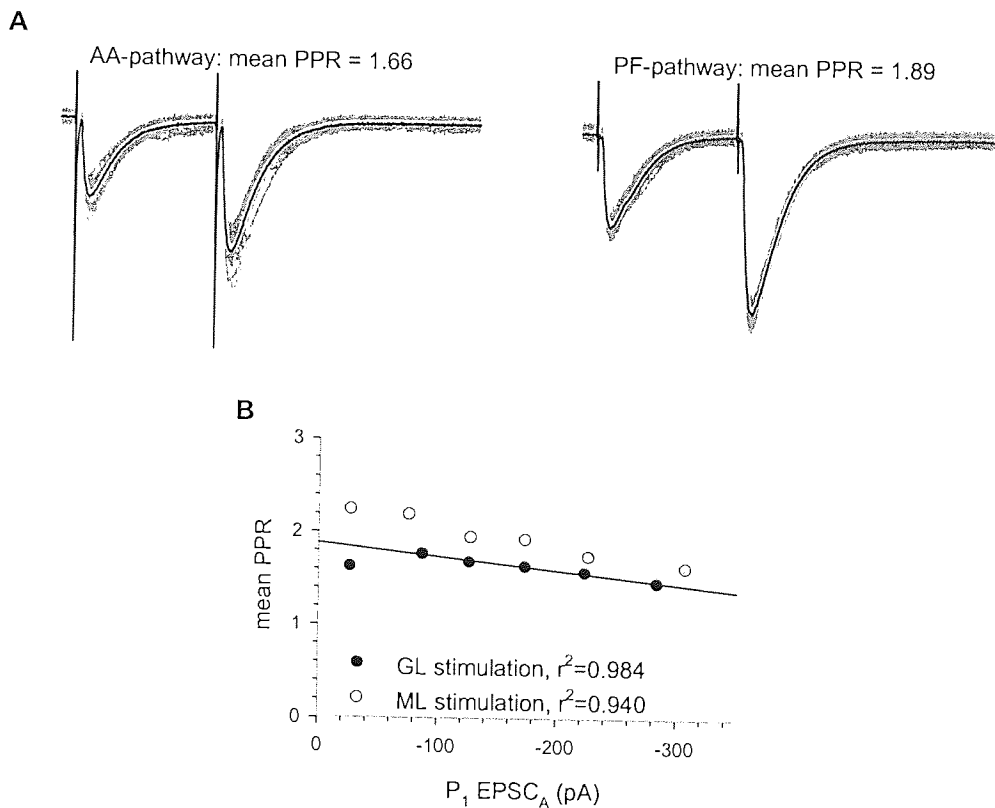 A
AA-pathway: mean PPR = 1.66
PF-pathway: mean PPR = 1.89
B
3
2
1
0
mean PPR
GL stimulation, r²=0.984
ML stimulation, r²=0.940
0 -100 -200 -300
P₁ EPSC_A (pA)